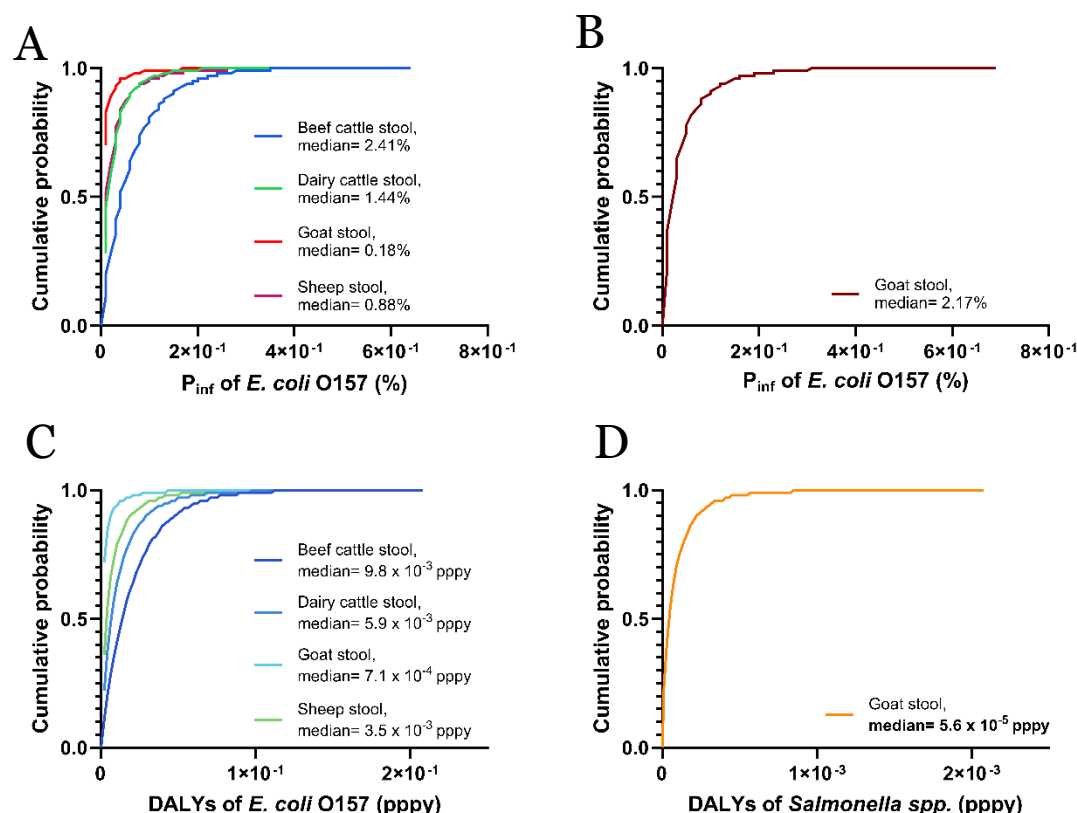 A
Cumulative probability
1.0
0.5
0.0
0
2×10⁻¹
4×10⁻¹
6×10⁻¹
8×10⁻¹
Beef cattle stool,
median= 2.41%
Dairy cattle stool,
median= 1.44%
Goat stool,
median= 0.18%
Sheep stool,
median= 0.88%
P_inf of E. coli O157 (%)
B
Cumulative probability
1.0
0.5
0.0
0
2×10⁻¹
4×10⁻¹
6×10⁻¹
8×10⁻¹
Goat stool,
median= 2.17%
P_inf of E. coli O157 (%)
C
Cumulative probability
1.0
0.5
0.0
0
1×10⁻¹
2×10⁻¹
Beef cattle stool,
median= 9.8 x 10⁻³ pppy
Dairy cattle stool,
median= 5.9 x 10⁻³ pppy
Goat stool,
median= 7.1 x 10⁻⁴ pppy
Sheep stool,
median= 3.5 x 10⁻³ pppy
DALYs of E. coli O157 (pppy)
D
Cumulative probability
1.0
0.5
0.0
0
1×10⁻³
2×10⁻³
Goat stool,
median= 5.6 x 10⁻⁵ pppy
DALYs of Salmonella spp. (pppy)